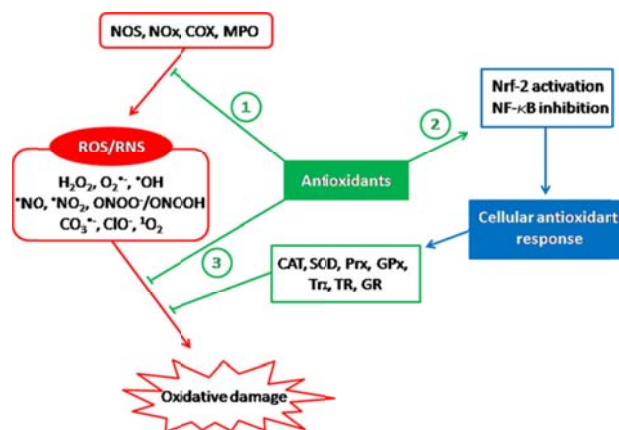 NOS, NOx, COX, MPO
1
2
Nrf-2 activation
NF-κB inhibition
ROS/RNS
H₂O₂, O₂•⁻, •OH
•NO, •NO₂, ONOO⁻/ONOOH
CO₃•⁻, ClO⁻, ¹O₂
Antioxidants
Cellular antioxidant
response
3
CAT, SOD, Prx, GPx,
Trx, TR, GR
Oxidative damage